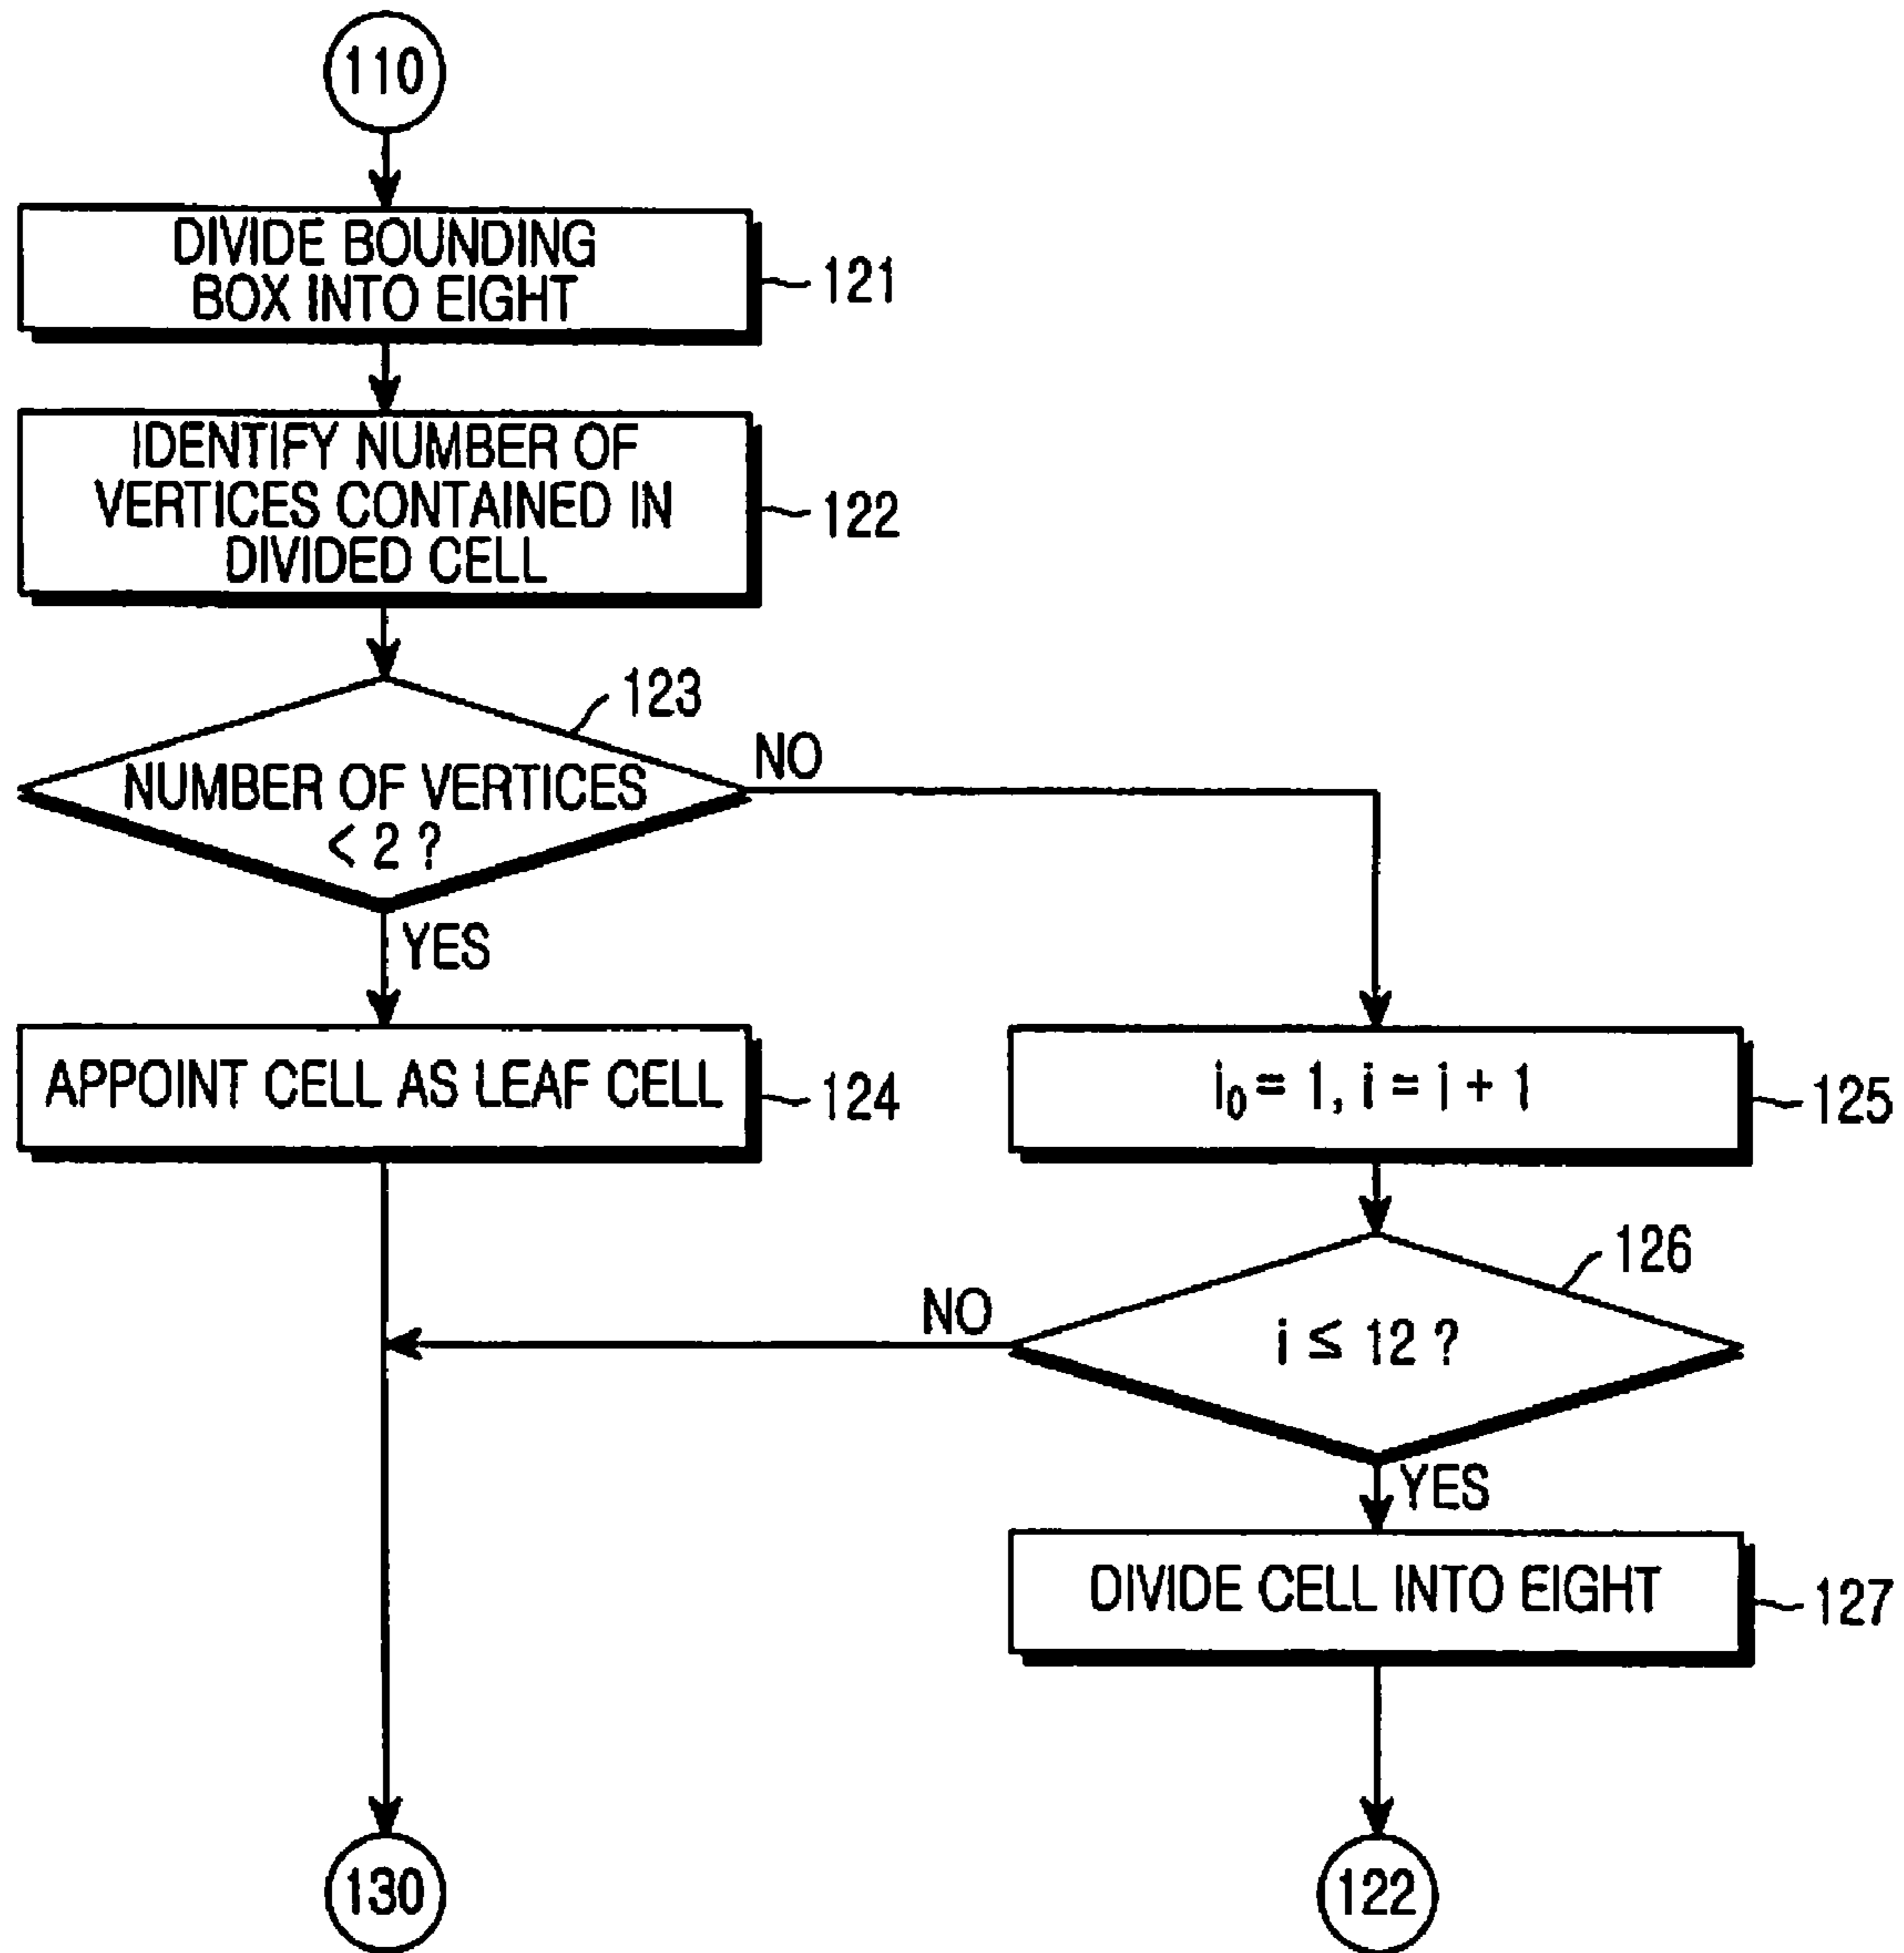 110
DIVIDE BOUNDING
BOX INTO EIGHT
121
IDENTIFY NUMBER OF
VERTICES CONTAINED IN
DIVIDED CELL
122
123
NUMBER OF VERTICES
< 2 ?
NO
YES
APPOINT CELL AS LEAF CELL
124
i₀ = 1, i = i + 1
125
126
i ≤ 12 ?
NO
YES
DIVIDE CELL INTO EIGHT
127
130
122